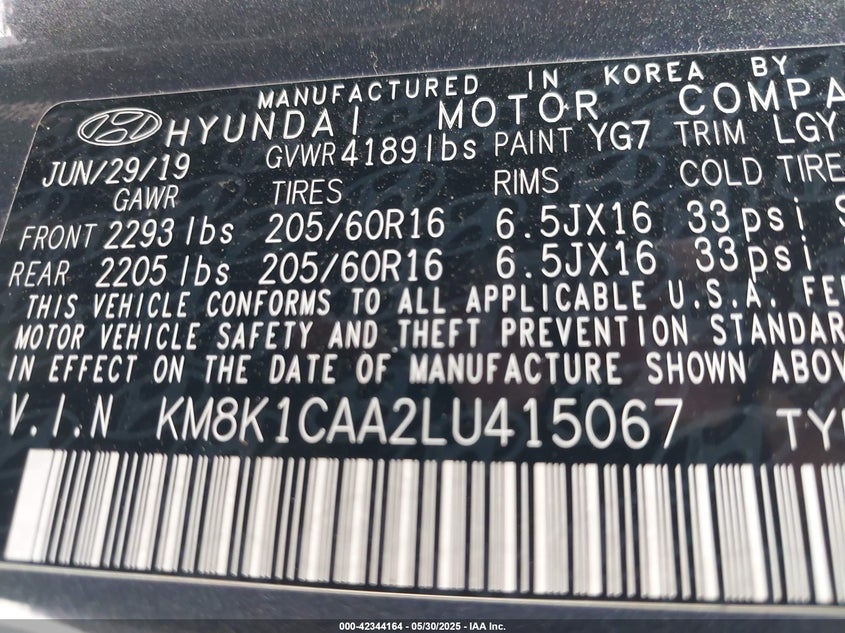 MANUFACTURED IN KOREA BY
HYUNDAI MOTOR COMPA
JUN/29/19 GVWR 4189lbs PAINT YG7 TRIM LGY
GAWR TIRES RIMS COLD TIRE
FRONT 2293 lbs 205/60R16 6.5JX16 33psi S
REAR 2205 lbs 205/60R16 6.5JX16 33psi
THIS VEHICLE CONFORMS TO ALL APPLICABLE U.S.A. FE
MOTOR VEHICLE SAFETY AND THEFT PREVENTION STANDAR
IN EFFECT ON THE DATE OF MANUFACTURE SHOWN ABOV
V.I.N KM8K1CAA2LU415067 TY
000-42344164 - 05/30/2025 - IAA Inc.